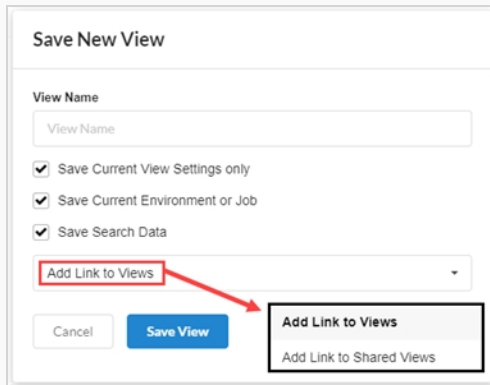 Save New View
View Name
View Name
Save Current View Settings only
Save Current Environment or Job
Save Search Data
Add Link to Views
Cancel
Save View
Add Link to Views
Add Link to Shared Views